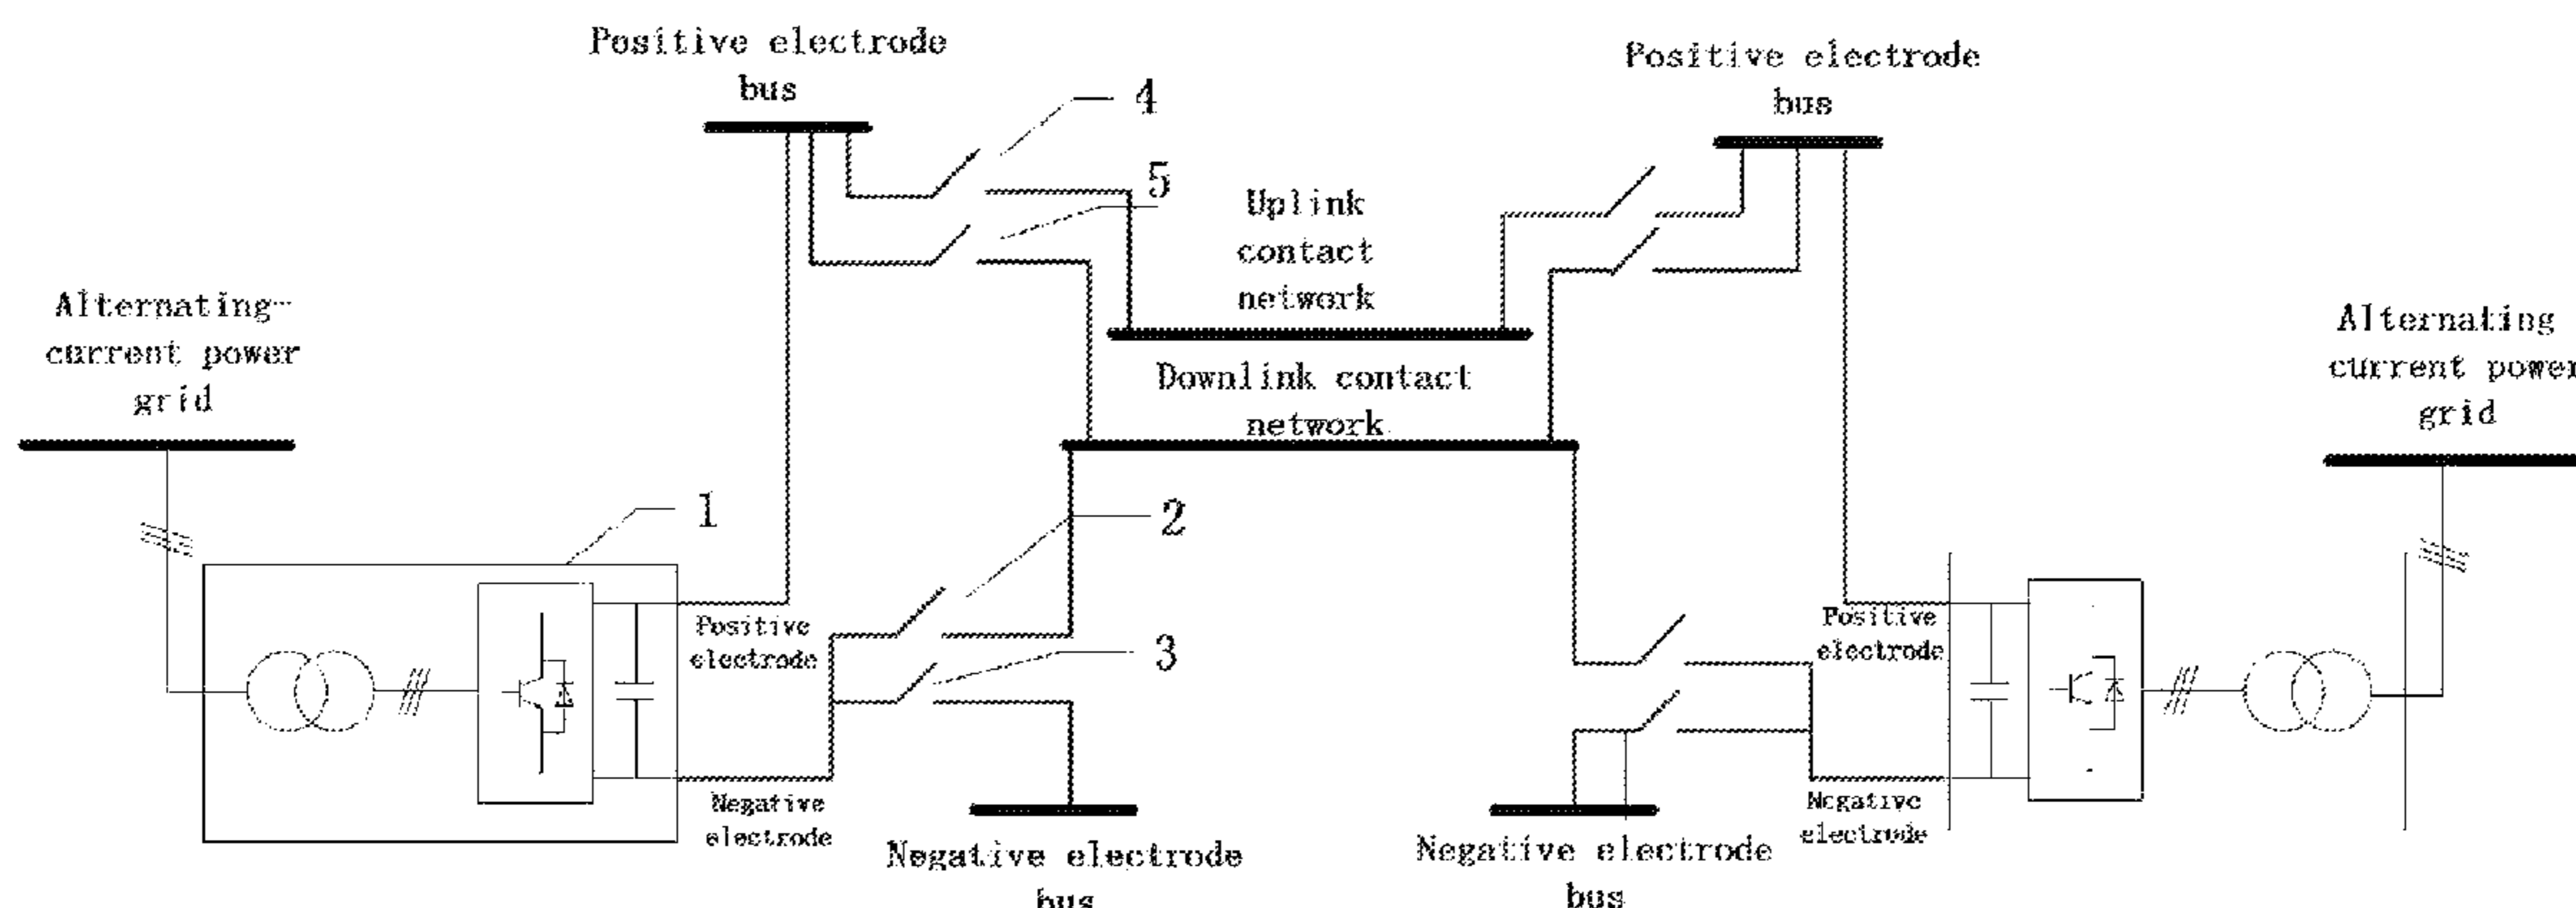 Positive electrode
bus
4
5
Uplink
contact
network
Downlink contact
network
Positive electrode
bus
Alternating-
current power
grid
Alternating
current power
grid
1
2
3
Positive
electrode
Negative
electrode
Negative electrode
bus
Positive
electrode
Negative
electrode
Negative electrode
bus